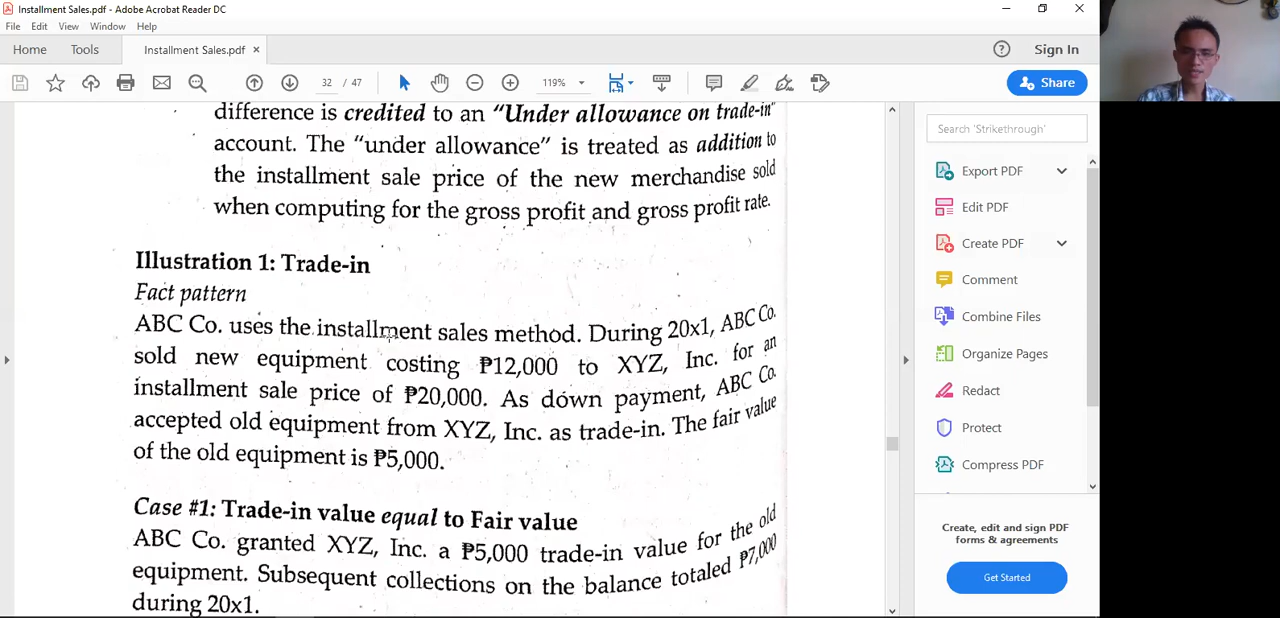 Installment Sales.pdf - Adobe Acrobat Reader DC
File Edit View Window Help
Home Tools Installment Sales.pdf × Sign In
32 / 47 119% Share
difference is credited to an "Under allowance on trade-in"
account. The "under allowance" is treated as addition to
the installment sale price of the new merchandise sold
when computing for the gross profit and gross profit rate.
Illustration 1: Trade-in
Fact pattern
ABC Co. uses the installment sales method. During 20x1, ABC Co.
sold new equipment costing ₱12,000 to XYZ, Inc. for an
installment sale price of ₱20,000. As down payment, ABC Co.
accepted old equipment from XYZ, Inc. as trade-in. The fair value
of the old equipment is ₱5,000.
Case #1: Trade-in value equal to Fair value
ABC Co. granted XYZ, Inc. a ₱5,000 trade-in value for the old
equipment. Subsequent collections on the balance totaled ₱7,000
during 20x1.
Search 'Strikethrough'
Export PDF
Edit PDF
Create PDF
Comment
Combine Files
Organize Pages
Redact
Protect
Compress PDF
Create, edit and sign PDF
forms & agreements
Get Started